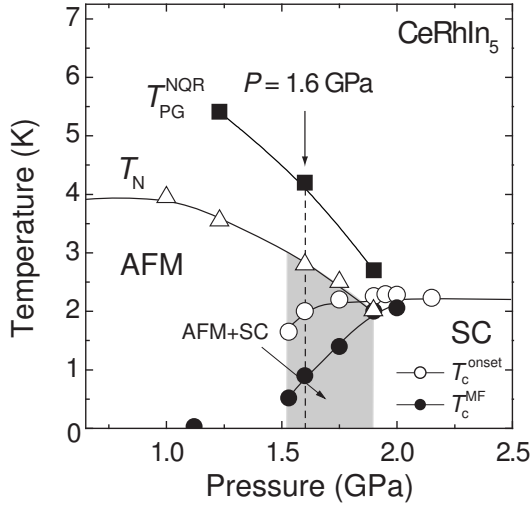 CeRhIn5
7
6
5
4
3
2
1
0
Temperature (K)
T_PG^NQR
P = 1.6 GPa
T_N
AFM
AFM+SC
SC
T_c^onset
T_c^MF
1.0
1.5
2.0
2.5
Pressure (GPa)